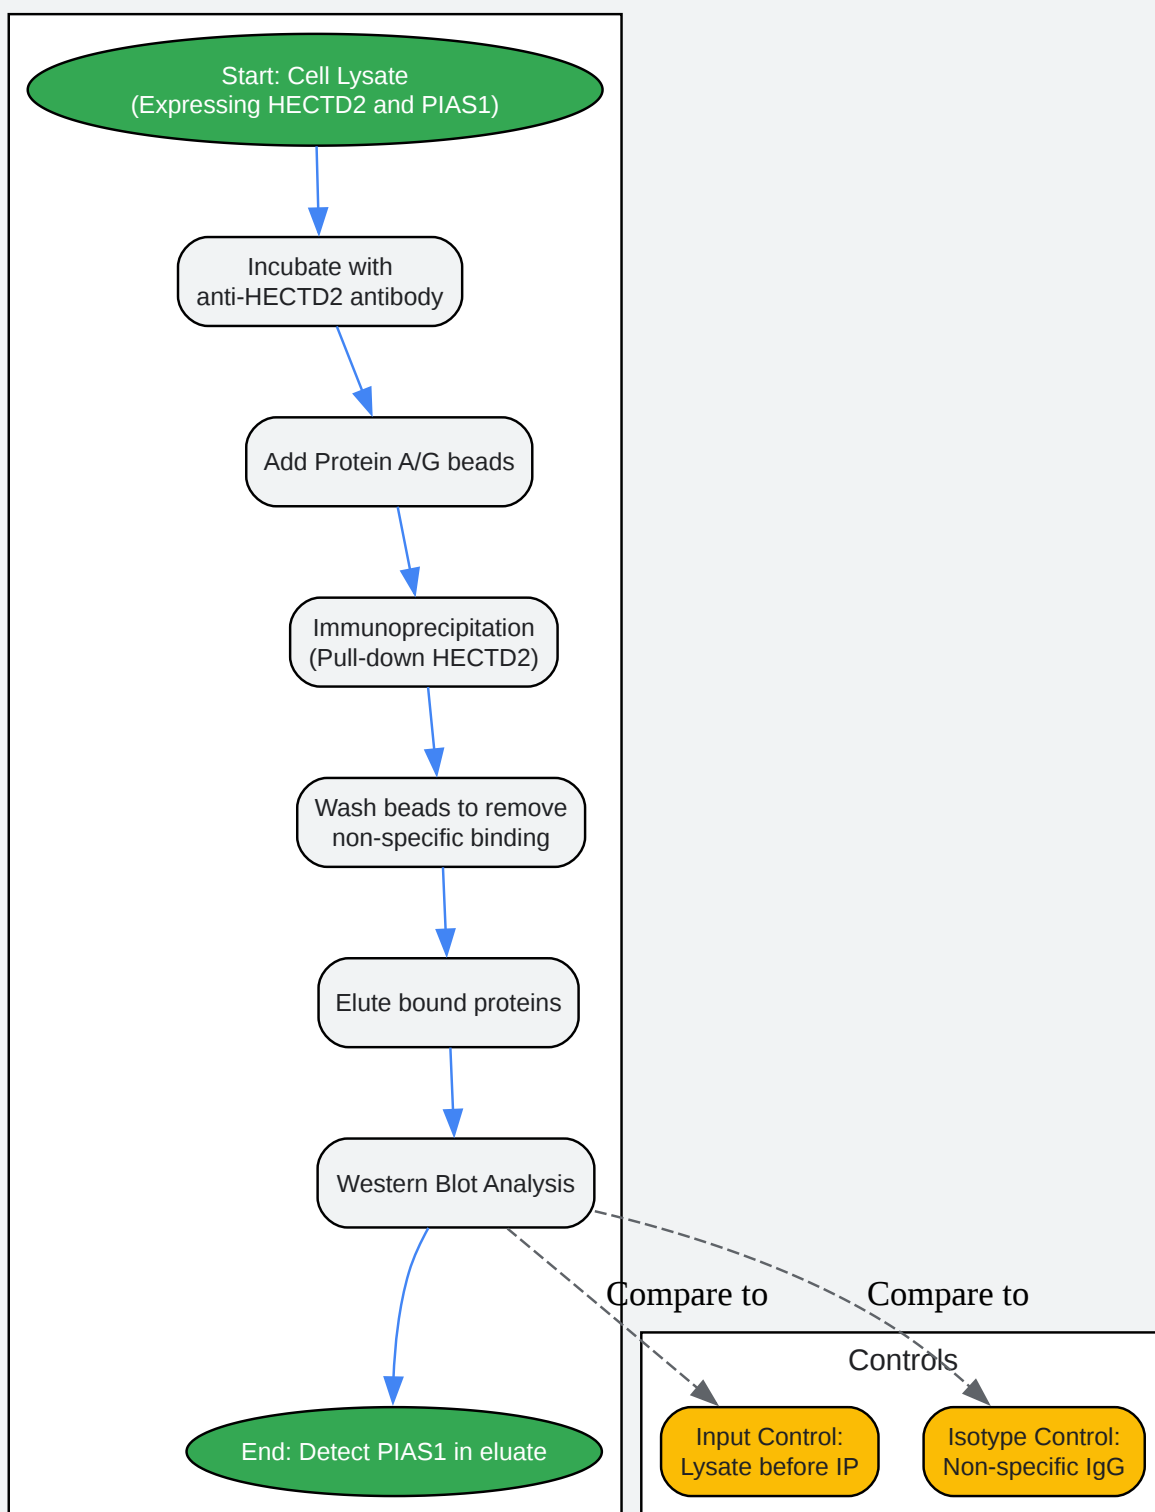 Start: Cell Lysate
(Expressing HECTD2 and PIAS1)
Incubate with
anti-HECTD2 antibody
Add Protein A/G beads
Immunoprecipitation
(Pull-down HECTD2)
Wash beads to remove
non-specific binding
Elute bound proteins
Western Blot Analysis
Compare to
Compare to
Controls
Input Control:
Lysate before IP
Isotype Control:
Non-specific IgG
End: Detect PIAS1 in eluate